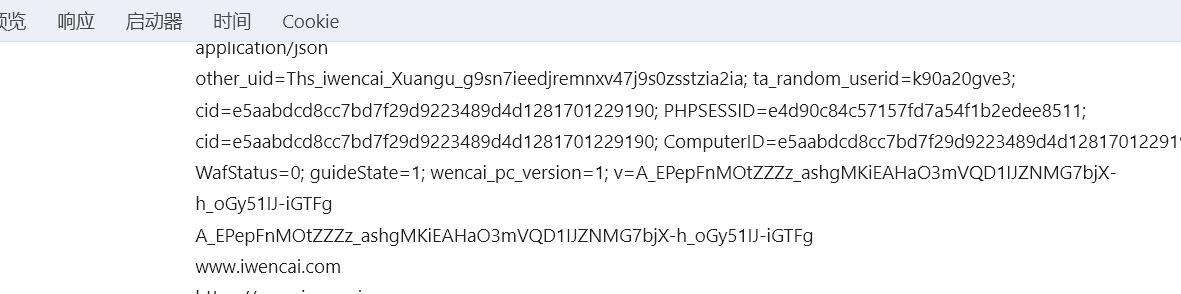 预览 响应 启动器 时间 Cookie
application/json
other_uid=Ths_iwencai_Xuangu_g9sn7ieedjremnxv47j9s0zsstzia2ia; ta_random_userid=k90a20gve3;
cid=e5aabdcd8cc7bd7f29d9223489d4d1281701229190; PHPSESSID=e4d90c84c57157fd7a54f1b2edee8511;
cid=e5aabdcd8cc7bd7f29d9223489d4d1281701229190; ComputerID=e5aabdcd8cc7bd7f29d9223489d4d12817012291
WafStatus=0; guideState=1; wencai_pc_version=1; v=A_EPepFnMOtZZZz_ashgMKiEAHaO3mVQD1IJZNMG7bjX-
h_oGy51IJ-iGTFg
A_EPepFnMOtZZZz_ashgMKiEAHaO3mVQD1IJZNMG7bjX-h_oGy51IJ-iGTFg
www.iwencai.com